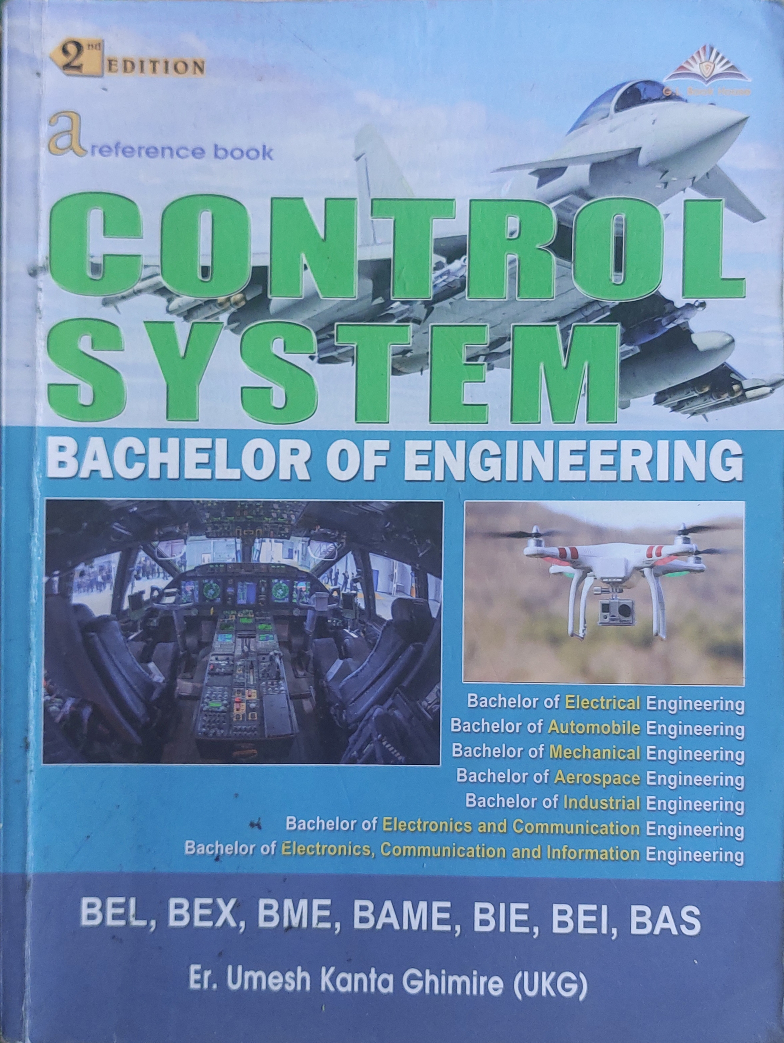 2nd EDITION
a reference book
CONTROL
SYSTEM
BACHELOR OF ENGINEERING
Bachelor of Electrical Engineering
Bachelor of Automobile Engineering
Bachelor of Mechanical Engineering
Bachelor of Aerospace Engineering
Bachelor of Industrial Engineering
Bachelor of Electronics and Communication Engineering
Bachelor of Electronics, Communication and Information Engineering
BEL, BEX, BME, BAME, BIE, BEI, BAS
Er. Umesh Kanta Ghimire (UKG)